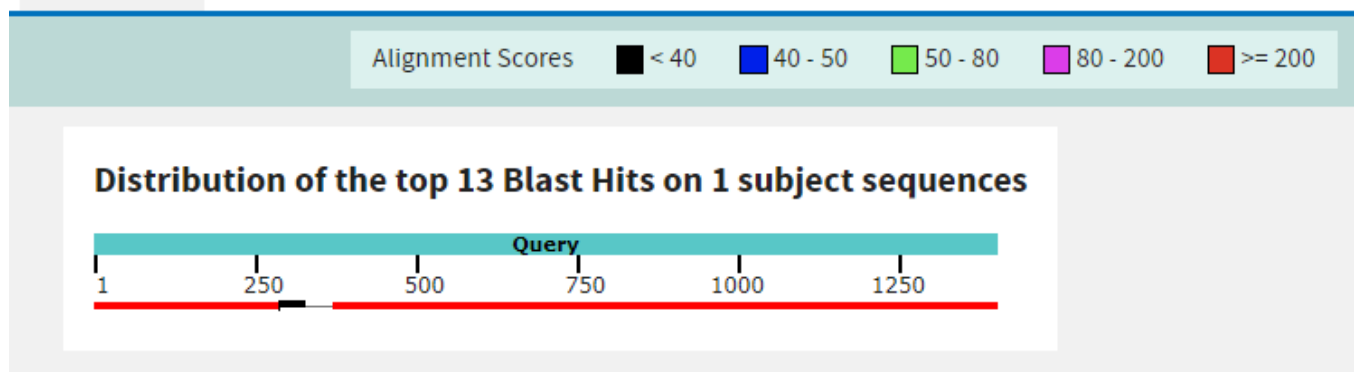 Alignment Scores < 40 40 - 50 50 - 80 80 - 200 >= 200
Distribution of the top 13 Blast Hits on 1 subject sequences
Query
1 250 500 750 1000 1250